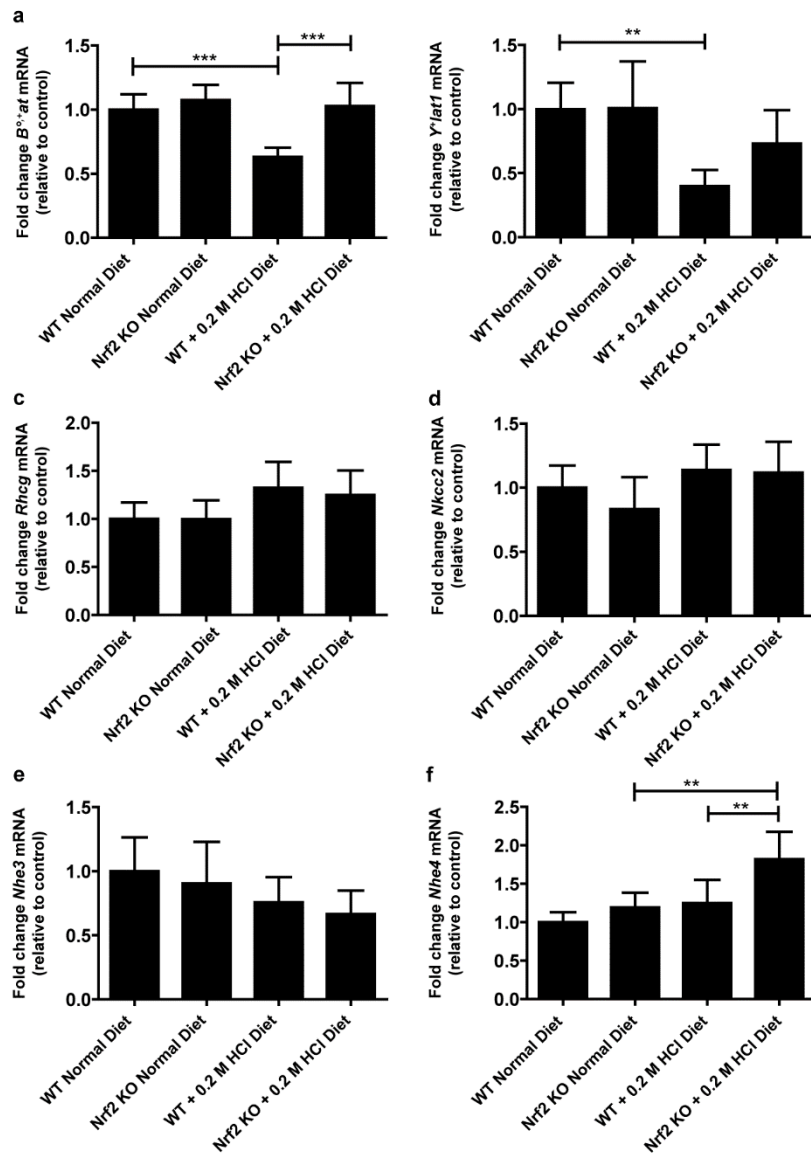 a
Fold change B⁰,⁺at mRNA
(relative to control)
1.5
1.0
0.5
0.0
***
***
WT Normal Diet
Nrf2 KO Normal Diet
WT + 0.2 M HCl Diet
Nrf2 KO + 0.2 M HCl Diet
Fold change Y⁺lat1 mRNA
(relative to control)
1.5
1.0
0.5
0.0
**
WT Normal Diet
Nrf2 KO Normal Diet
WT + 0.2 M HCl Diet
Nrf2 KO + 0.2 M HCl Diet
c
Fold change Rhcg mRNA
(relative to control)
2.0
1.5
1.0
0.5
0.0
WT Normal Diet
Nrf2 KO Normal Diet
WT + 0.2 M HCl Diet
Nrf2 KO + 0.2 M HCl Diet
d
Fold change Nkcc2 mRNA
(relative to control)
1.5
1.0
0.5
0.0
WT Normal Diet
Nrf2 KO Normal Diet
WT + 0.2 M HCl Diet
Nrf2 KO + 0.2 M HCl Diet
e
Fold change Nhe3 mRNA
(relative to control)
1.5
1.0
0.5
0.0
WT Normal Diet
Nrf2 KO Normal Diet
WT + 0.2 M HCl Diet
Nrf2 KO + 0.2 M HCl Diet
f
Fold change Nhe4 mRNA
(relative to control)
2.5
2.0
1.5
1.0
0.5
0.0
**
**
WT Normal Diet
Nrf2 KO Normal Diet
WT + 0.2 M HCl Diet
Nrf2 KO + 0.2 M HCl Diet